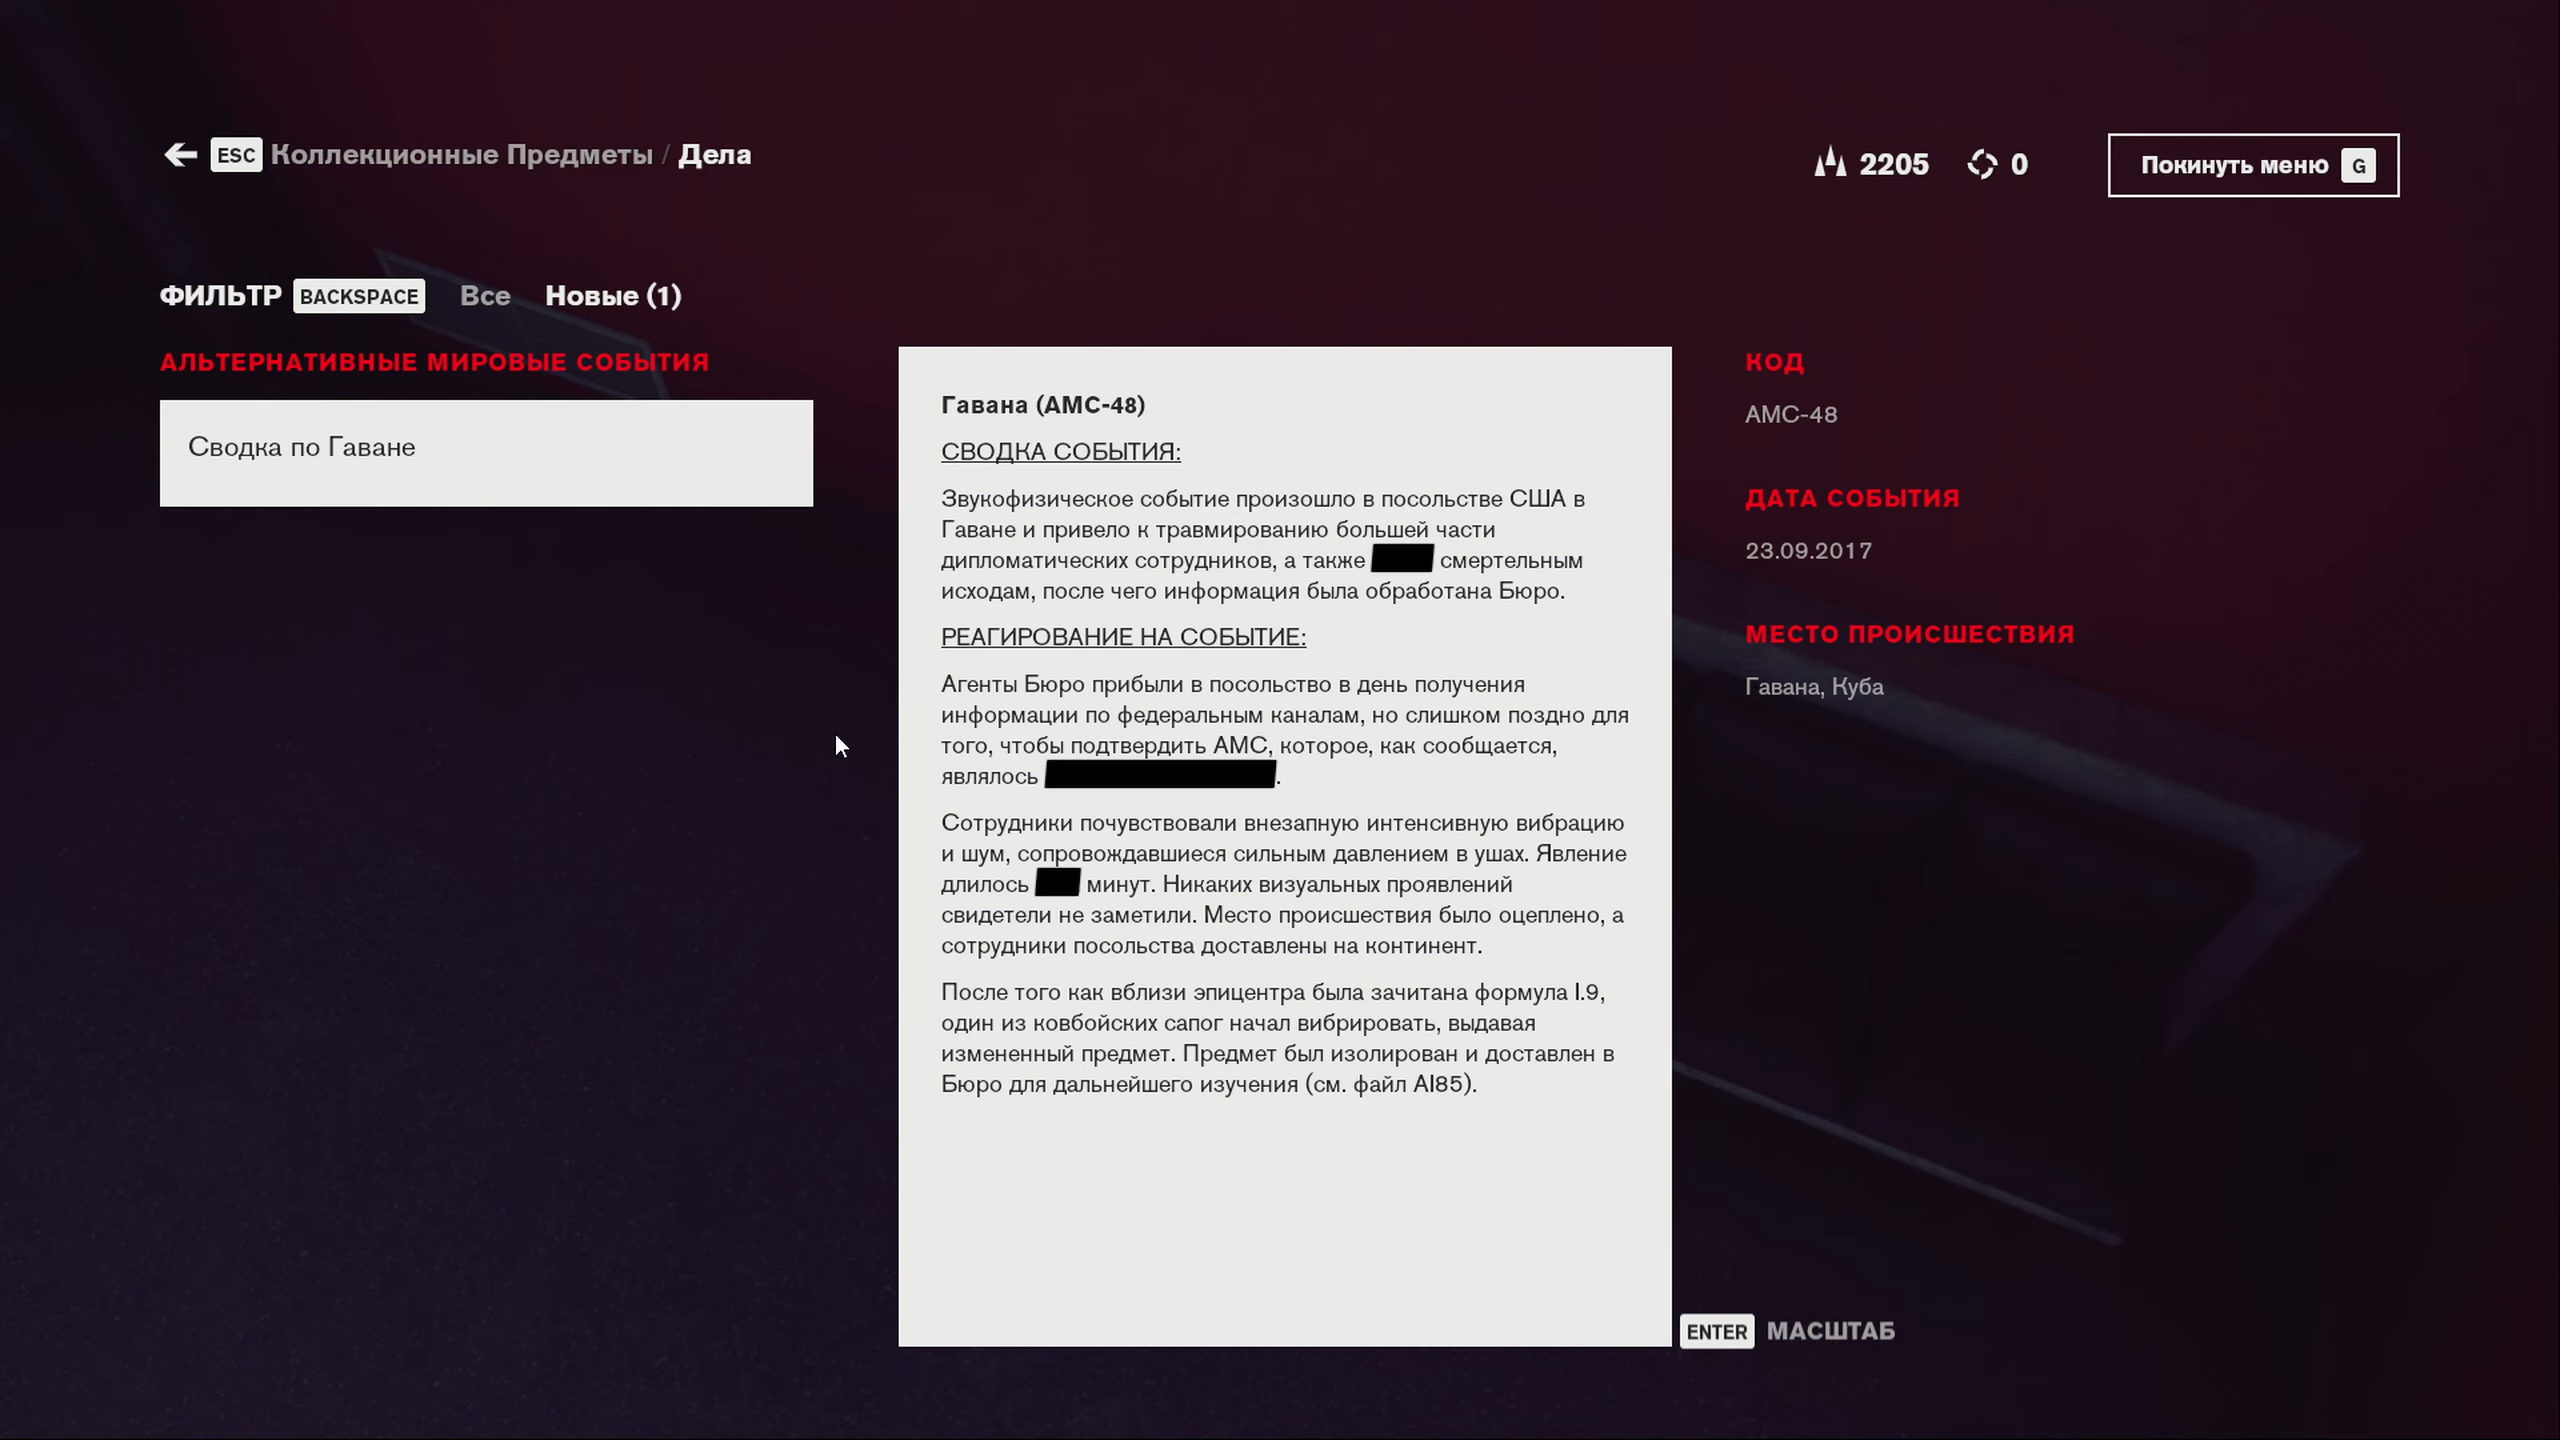 ESC Коллекционные Предметы / Дела
2205 0 Покинуть меню G
ФИЛЬТР BACKSPACE Все Новые (1)
АЛЬТЕРНАТИВНЫЕ МИРОВЫЕ СОБЫТИЯ
Сводка по Гаване
Гавана (АМС-48)
СВОДКА СОБЫТИЯ:
Звукофизическое событие произошло в посольстве США в
Гаване и привело к травмированию большей части
дипломатических сотрудников, а также смертельным
исходам, после чего информация была обработана Бюро.
РЕАГИРОВАНИЕ НА СОБЫТИЕ:
Агенты Бюро прибыли в посольство в день получения
информации по федеральным каналам, но слишком поздно для
того, чтобы подтвердить АМС, которое, как сообщается,
являлось .
Сотрудники почувствовали внезапную интенсивную вибрацию
и шум, сопровождавшиеся сильным давлением в ушах. Явление
длилось минут. Никаких визуальных проявлений
свидетели не заметили. Место происшествия было оцеплено, а
сотрудники посольства доставлены на континент.
После того как вблизи эпицентра была зачитана формула I.9,
один из ковбойских сапог начал вибрировать, выдавая
измененный предмет. Предмет был изолирован и доставлен в
Бюро для дальнейшего изучения (см. файл AI85).
КОД
АМС-48
ДАТА СОБЫТИЯ
23.09.2017
МЕСТО ПРОИСШЕСТВИЯ
Гавана, Куба
ENTER МАСШТАБ